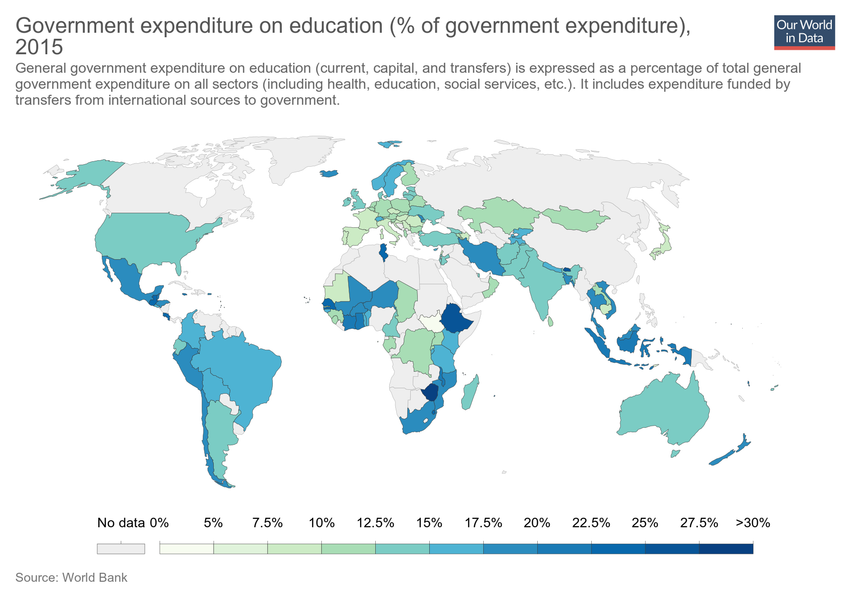 Government expenditure on education (% of government expenditure),
2015
Our World
in Data
General government expenditure on education (current, capital, and transfers) is expressed as a percentage of total general
government expenditure on all sectors (including health, education, social services, etc.). It includes expenditure funded by
transfers from international sources to government.
No data 0% 5% 7.5% 10% 12.5% 15% 17.5% 20% 22.5% 25% 27.5% >30%
Source: World Bank